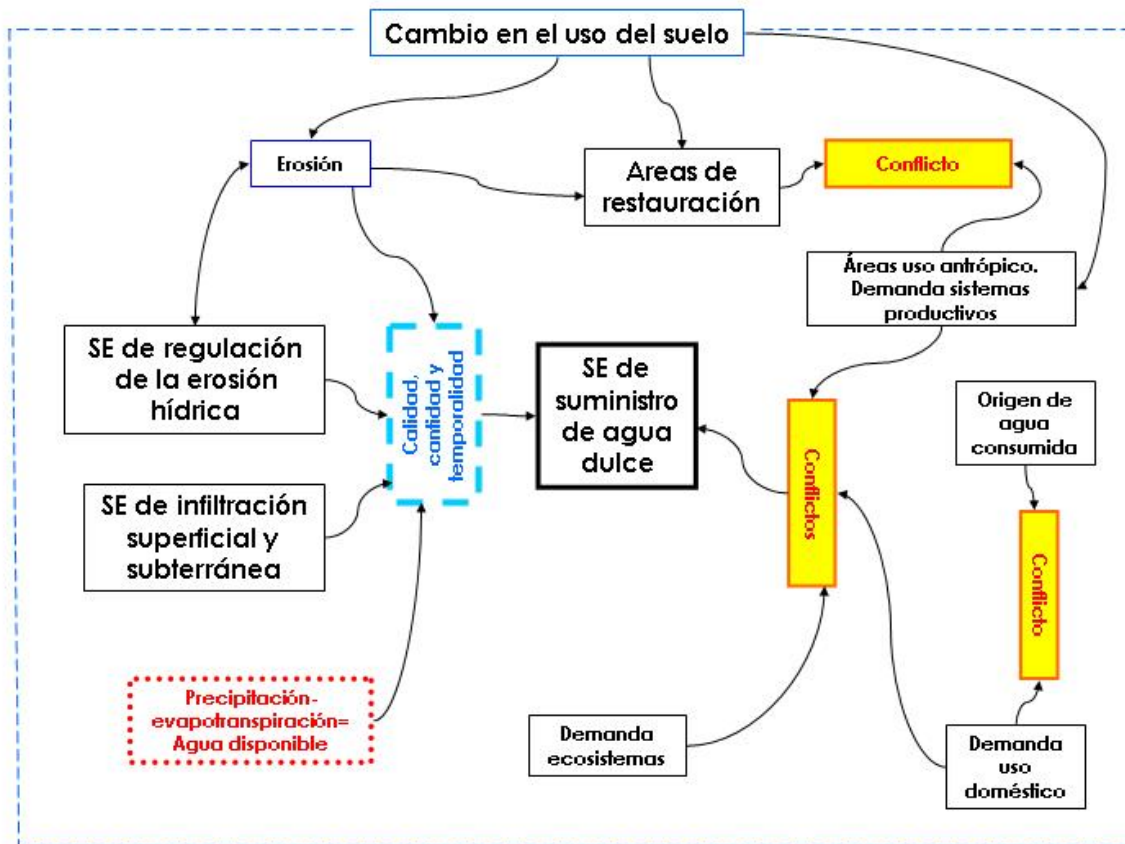 Cambio en el uso del suelo
Erosión
Areas de
restauración
Conflicto
Áreas uso antrópico.
Demanda sistemas
productivos
SE de regulación
de la erosión
hídrica
Calidad,
cantidad y
temporalidad
SE de
suministro
de agua
dulce
Conflictos
Origen de
agua
consumida
SE de infiltración
superficial y
subterránea
Conflicto
Precipitación-
evapotranspiración=
Agua disponible
Demanda
ecosistemas
Demanda
uso
doméstico